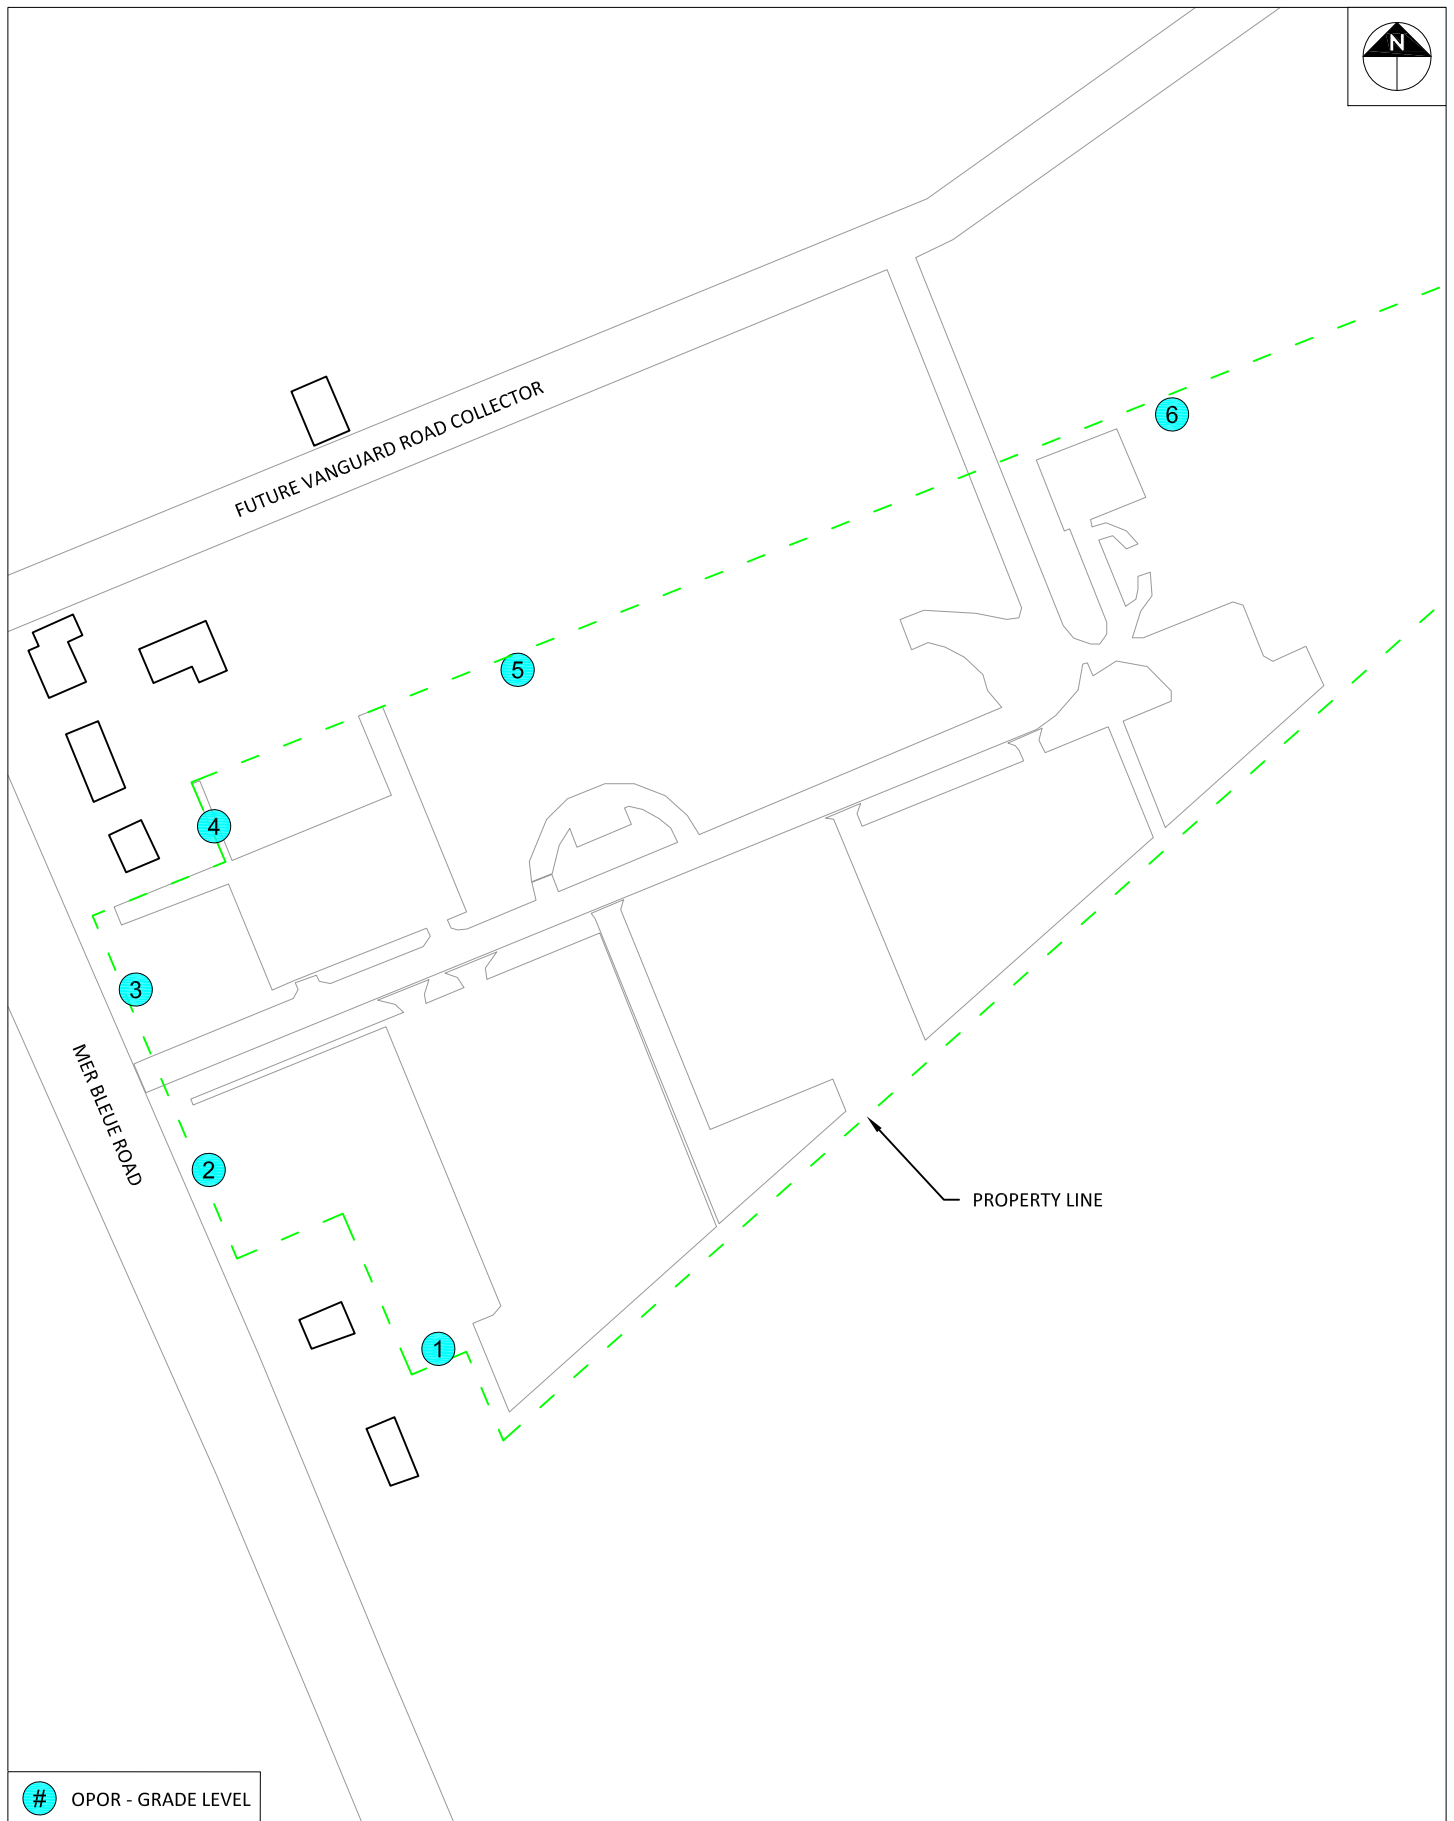 N
6
FUTURE VANGUARD ROAD COLLECTOR
5
4
3
MER BLEUE ROAD
2
PROPERTY LINE
1
# OPOR - GRADE LEVEL